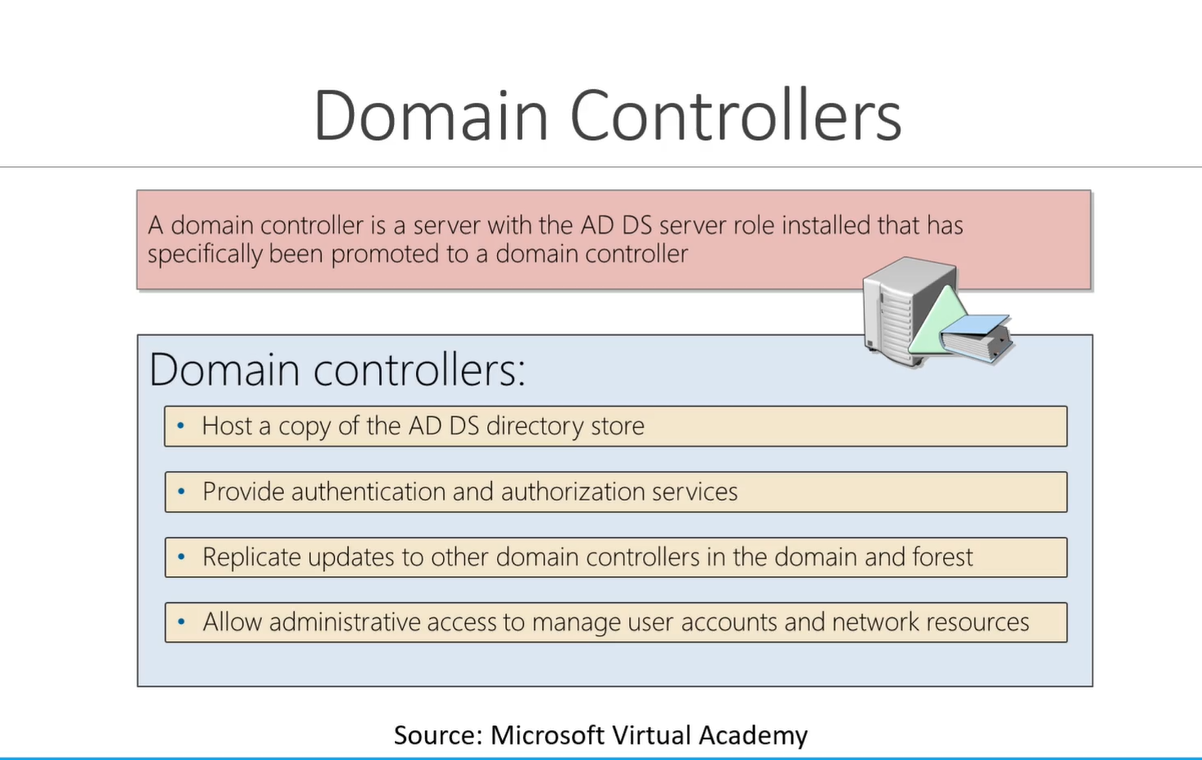 Domain Controllers
A domain controller is a server with the AD DS server role installed that has
specifically been promoted to a domain controller
Domain controllers:
• Host a copy of the AD DS directory store
• Provide authentication and authorization services
• Replicate updates to other domain controllers in the domain and forest
• Allow administrative access to manage user accounts and network resources
Source: Microsoft Virtual Academy